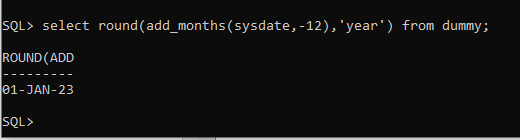 SQL> select round(add_months(sysdate,-12),'year') from dummy;
ROUND(ADD
---------
01-JAN-23
SQL>